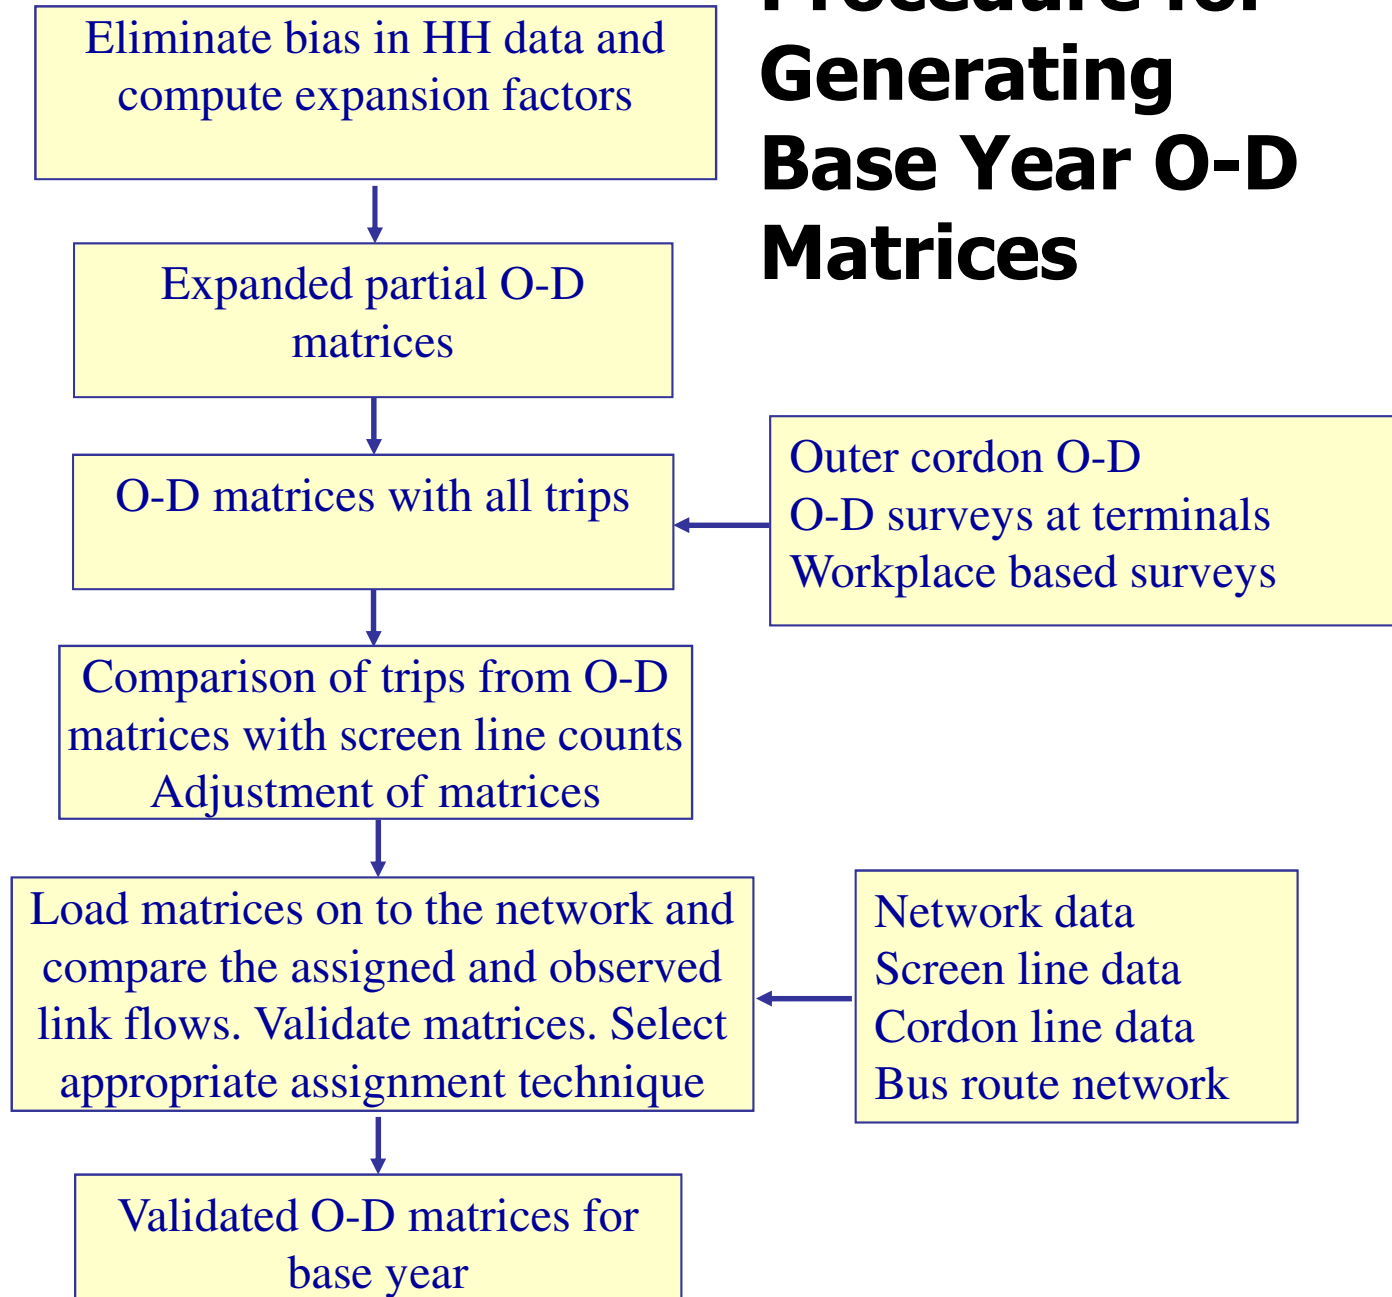 Procedure for
Generating
Base Year O-D
Matrices
Eliminate bias in HH data and
compute expansion factors
Expanded partial O-D
matrices
O-D matrices with all trips
Outer cordon O-D
O-D surveys at terminals
Workplace based surveys
Comparison of trips from O-D
matrices with screen line counts
Adjustment of matrices
Load matrices on to the network and
compare the assigned and observed
link flows. Validate matrices. Select
appropriate assignment technique
Network data
Screen line data
Cordon line data
Bus route network
Validated O-D matrices for
base year